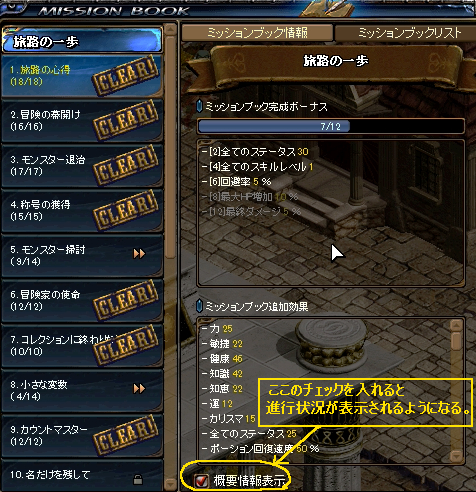 MISSION BOOK
旅路の一歩
1. 旅路の心得
(18/18)
CLEAR!
2. 冒険の幕開け
(16/16)
CLEAR!
3. モンスター退治
(17/17)
CLEAR!
4. 称号の獲得
(15/15)
CLEAR!
5. モンスター掃討
( 9/14)
6. 冒険家の使命
(12/12)
CLEAR!
7. コレクションに終わり
(10/10)
CLEAR!
8. 小さな変数
( 4/14)
9. カウントマスター
(12/12)
CLEAR!
10. 名だけを残して
ミッションブック情報
ミッションブックリスト
旅路の一歩
ミッションブック完成ボーナス
7/12
- [2]全てのステータス 30
- [4]全てのスキルレベル 1
- [6]回避率 5 %
- [8]最大HP増加 10 %
- [12]最終ダメージ 5 %
ミッションブック追加効果
- 力 25
- 敏捷 22
- 健康 46
- 知識 42
- 知恵 22
- 運 12
- カリスマ 15
- 全てのステータス 25
- ポーション回復速度 50 %
ここのチェックを入れると
進行状況が表示されるようになる。
概要情報表示